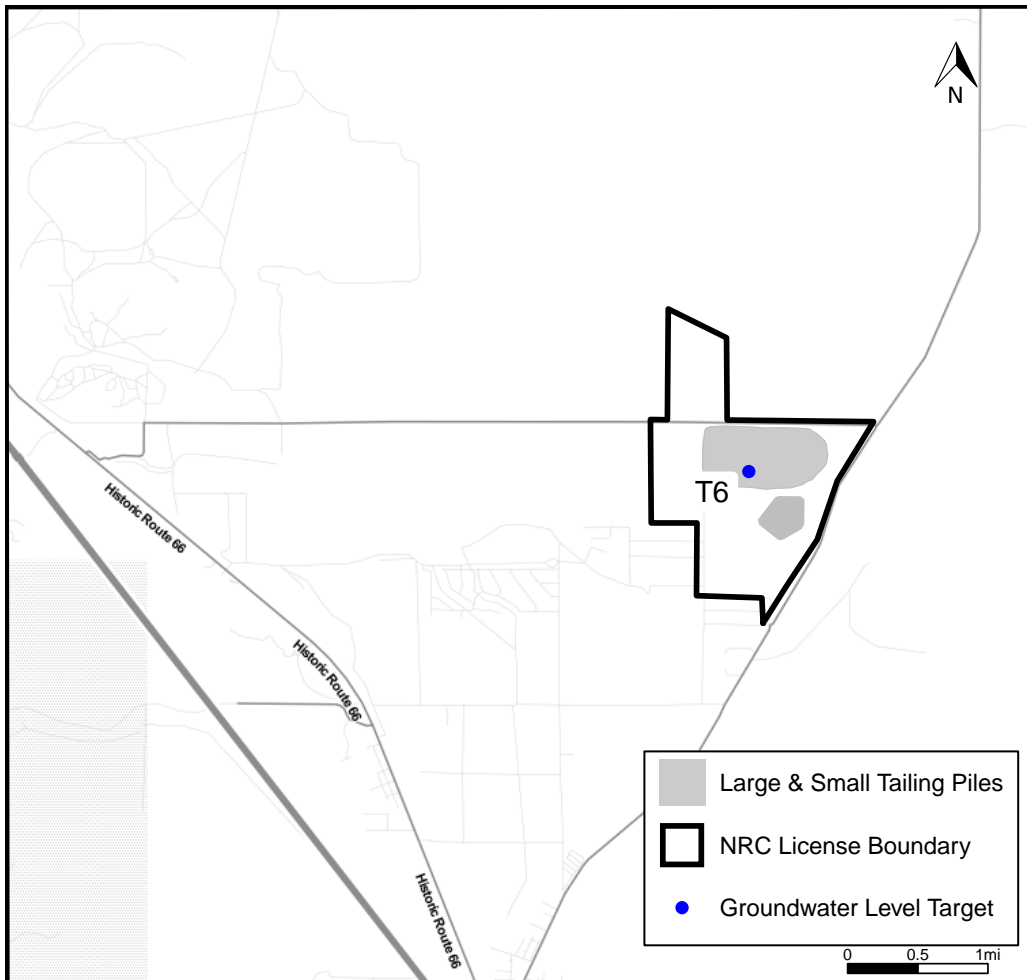 N
T6
Historic Route 66
Historic Route 66
Historic Route 66
Large & Small Tailing Piles
NRC License Boundary
Groundwater Level Target
0 0.5 1mi